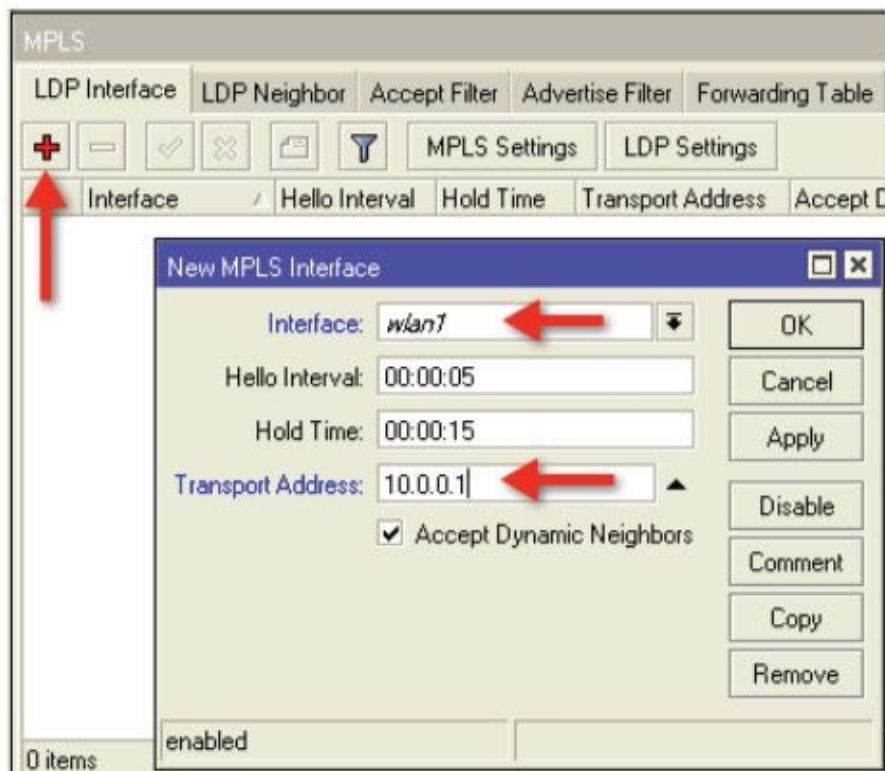 MPLS
LDP Interface LDP Neighbor Accept Filter Advertise Filter Forwarding Table
MPLS Settings LDP Settings
Interface Hello Interval Hold Time Transport Address Accept D
New MPLS Interface
Interface: wlan1 OK
Hello Interval: 00:00:05 Cancel
Hold Time: 00:00:15 Apply
Transport Address: 10.0.0.1
Disable
Accept Dynamic Neighbors
Comment
Copy
Remove
enabled
0 items